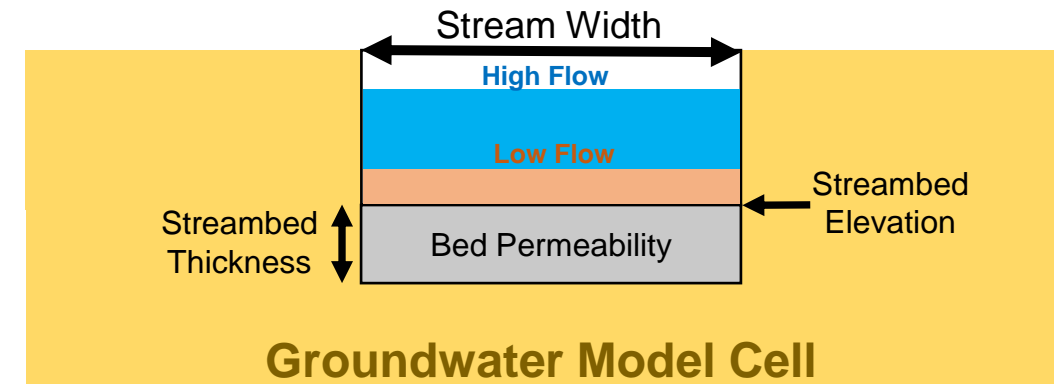 Stream Width
High Flow
Low Flow
Streambed
Elevation
Streambed
Thickness
Bed Permeability
Groundwater Model Cell